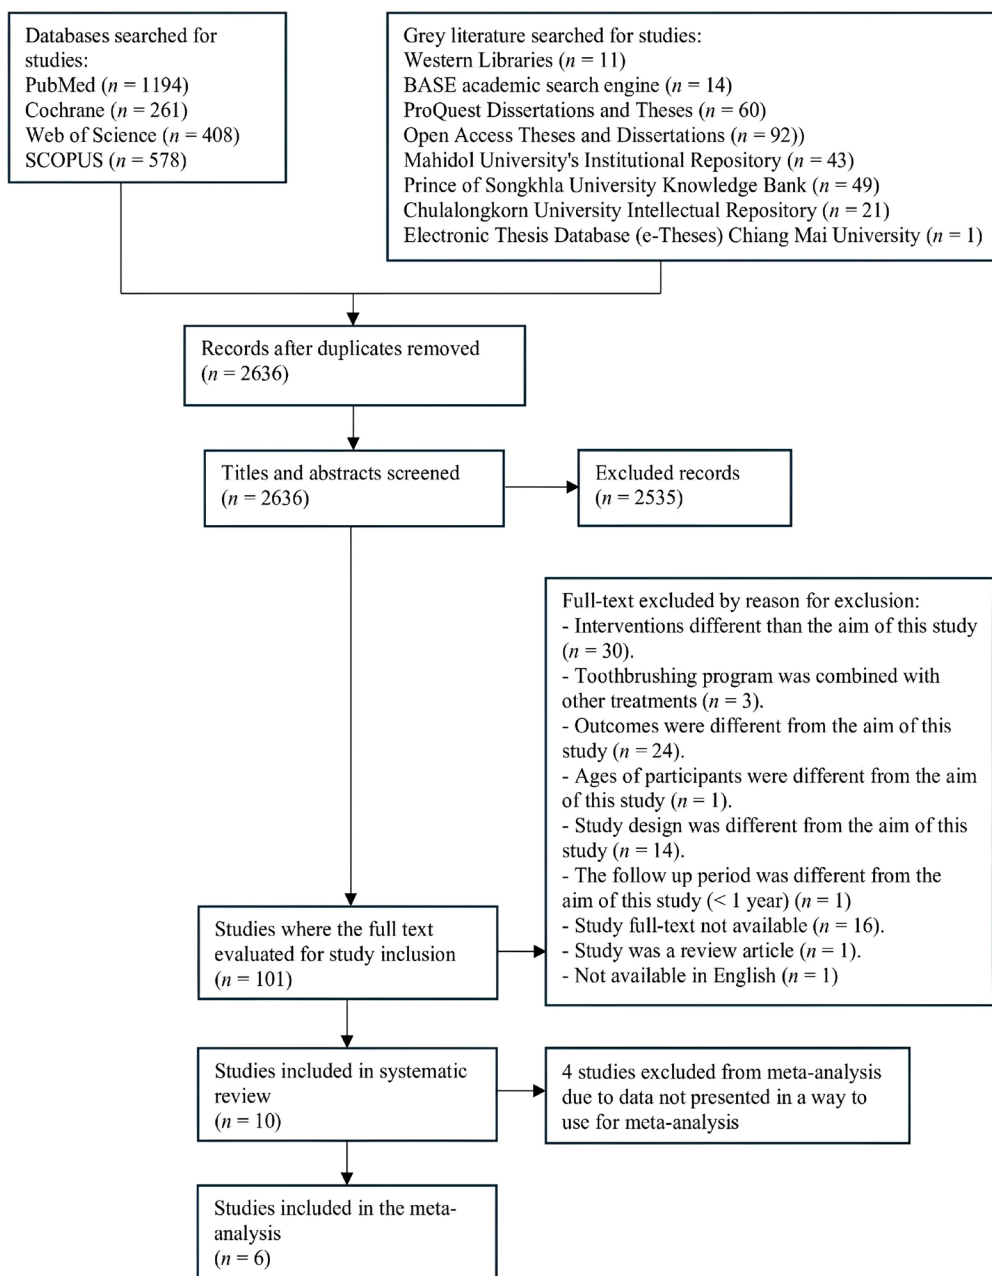 Databases searched for
studies:
PubMed (n = 1194)
Cochrane (n = 261)
Web of Science (n = 408)
SCOPUS (n = 578)
Grey literature searched for studies:
Western Libraries (n = 11)
BASE academic search engine (n = 14)
ProQuest Dissertations and Theses (n = 60)
Open Access Theses and Dissertations (n = 92))
Mahidol University's Institutional Repository (n = 43)
Prince of Songkhla University Knowledge Bank (n = 49)
Chulalongkorn University Intellectual Repository (n = 21)
Electronic Thesis Database (e-Theses) Chiang Mai University (n = 1)
Records after duplicates removed
(n = 2636)
Titles and abstracts screened
(n = 2636)
Excluded records
(n = 2535)
Full-text excluded by reason for exclusion:
- Interventions different than the aim of this study
(n = 30).
- Toothbrushing program was combined with
other treatments (n = 3).
- Outcomes were different from the aim of this
study (n = 24).
- Ages of participants were different from the aim
of this study (n = 1).
- Study design was different from the aim of this
study (n = 14).
- The follow up period was different from the
aim of this study (< 1 year) (n = 1)
- Study full-text not available (n = 16).
- Study was a review article (n = 1).
- Not available in English (n = 1)
Studies where the full text
evaluated for study inclusion
(n = 101)
Studies included in systematic
review
(n = 10)
4 studies excluded from meta-analysis
due to data not presented in a way to
use for meta-analysis
Studies included in the meta-
analysis
(n = 6)